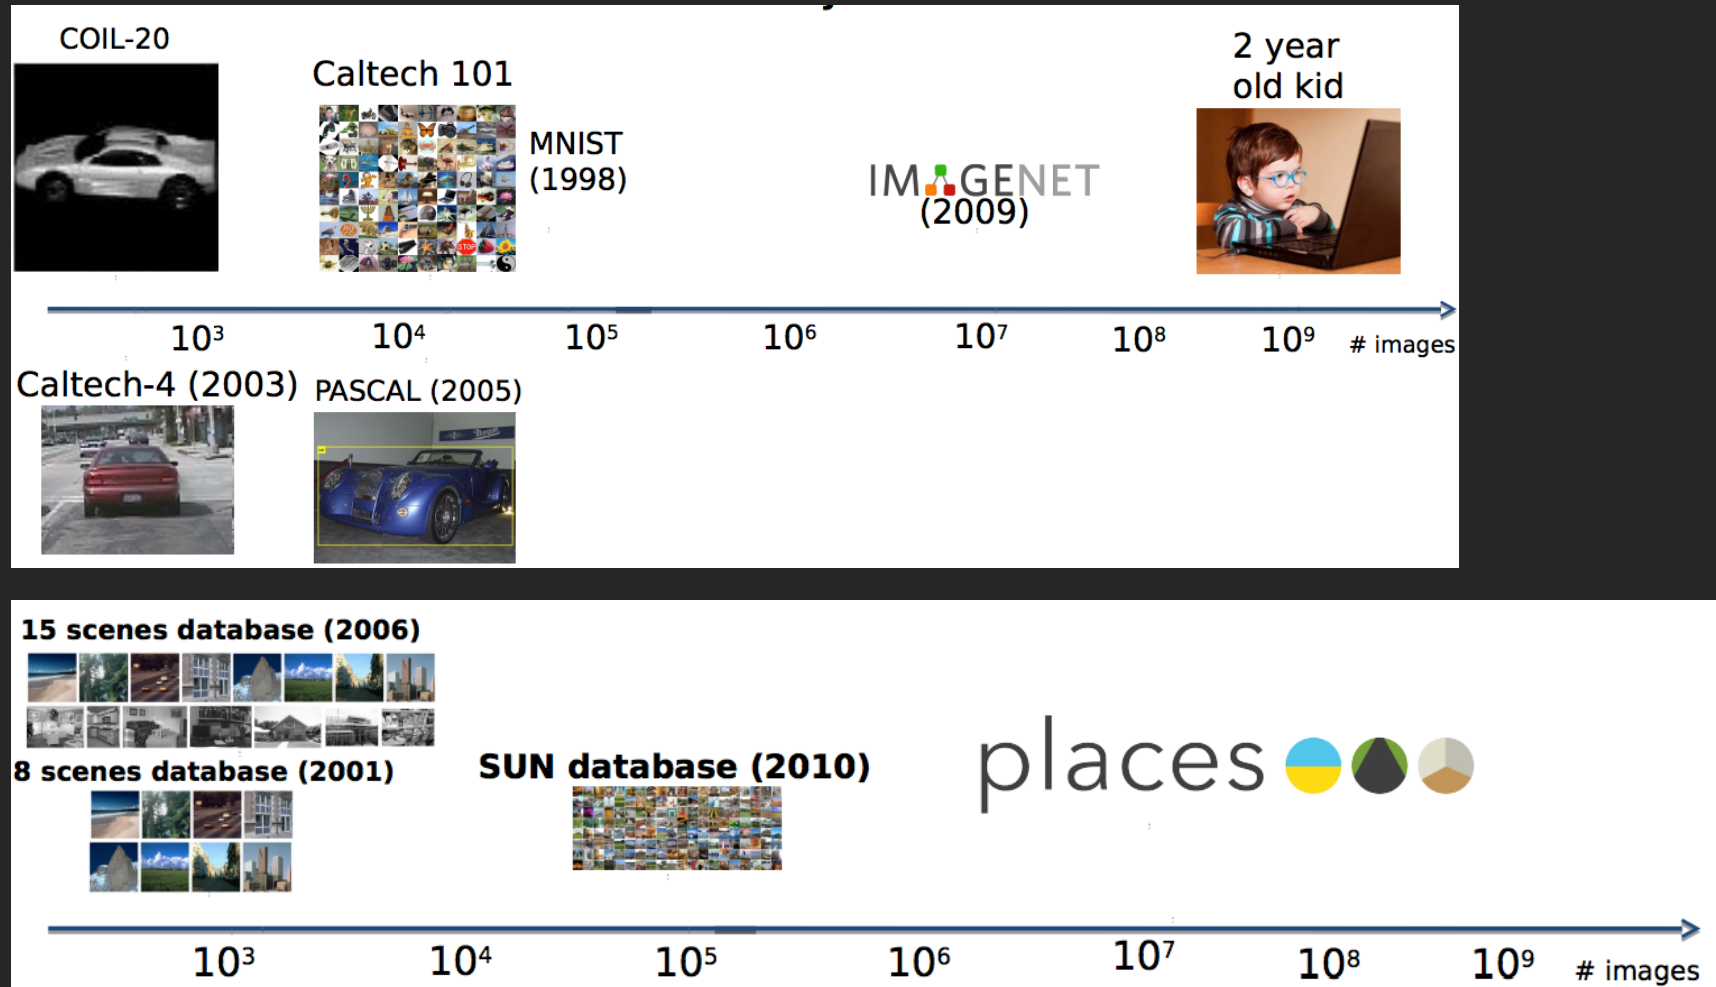 COIL-20
Caltech 101
MNIST
(1998)
IMAGENET
(2009)
2 year
old kid
STOP
10³ 10⁴ 10⁵ 10⁶ 10⁷ 10⁸ 10⁹ # images
Caltech-4 (2003)
PASCAL (2005)
15 scenes database (2006)
8 scenes database (2001)
SUN database (2010)
places
10³ 10⁴ 10⁵ 10⁶ 10⁷ 10⁸ 10⁹ # images